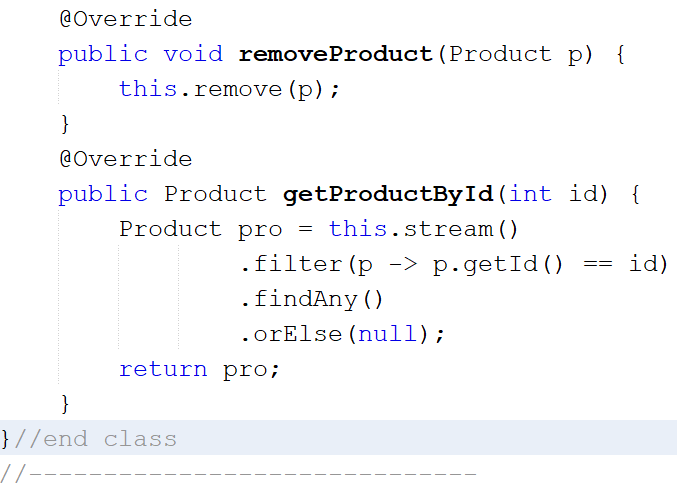 @Override
public void removeProduct(Product p) {
this.remove(p);
}
@Override
public Product getProductById(int id) {
Product pro = this.stream()
.filter(p -> p.getId() == id)
.findAny()
.orElse(null);
return pro;
}
}//end class
//------------------------------